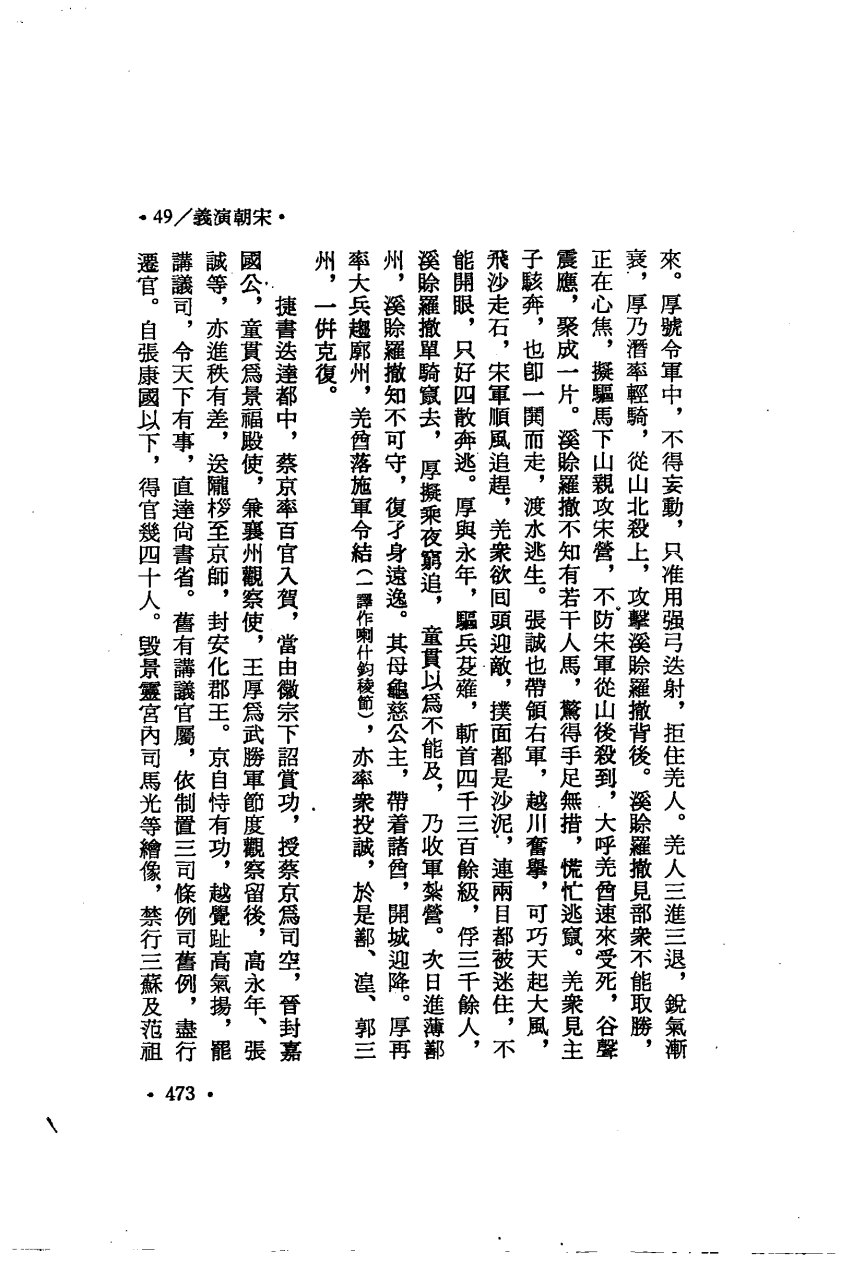 •49／義演朝宋•
來。厚號令軍中，不得妄動，只准用强弓迭射，拒住羌人。羌人三進三退，銳氣漸
衰，厚乃潛率輕騎，從山北殺上，攻擊溪賒羅撒背後。溪賒羅撒見部衆不能取勝，
正在心焦，擬驅馬下山親攻宋營，不防宋軍從山後殺到，大呼羌酋速來受死，谷聲
震應，聚成一片。溪賒羅撒不知有若干人馬，驚得手足無措，慌忙逃竄。羌衆見主
子駭奔，也卽一鬨而走，渡水逃生。張誠也帶領右軍，越川奮擧，可巧天起大風，
飛沙走石，宋軍順風追趕，羌衆欲回頭迎敵，撲面都是沙泥，連兩目都被迷住，不
能開眼，只好四散奔逃。厚與永年，驅兵芟薙，斬首四千三百餘級，俘三千餘人，
溪賒羅撒單騎竄去，厚擬乘夜窮追，童貫以爲不能及，乃收軍紮營。次日進薄鄯
州，溪賒羅撒知不可守，復孑身遠逸。其母龜慈公主，帶着諸酋，開城迎降。厚再
率大兵趨廓州，羌酋落施軍令結（一譯作喇什鈞稜節），亦率衆投誠，於是鄯、湟、郭三
州，一倂克復。
捷書迭達都中，蔡京率百官入賀，當由徽宗下詔賞功，授蔡京爲司空，晉封嘉
國公，童貫爲景福殿使，兼襄州觀察使，王厚爲武勝軍節度觀察留後，高永年、張
誠等，亦進秩有差，送隴拶至京師，封安化郡王。京自恃有功，越覺趾高氣揚，罷
講議司，令天下有事，直達尙書省。舊有講議官屬，依制置三司條例司舊例，盡行
遷官。自張康國以下，得官幾四十人。毀景靈宮內司馬光等繪像，禁行三蘇及范祖
•473•